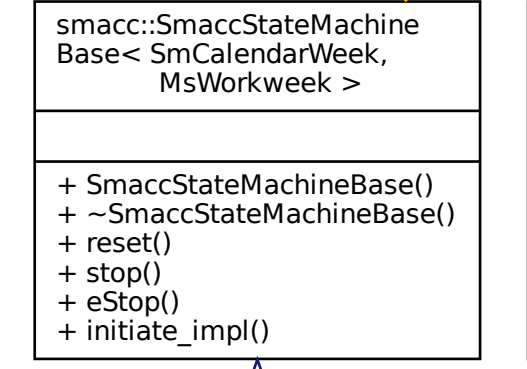 smacc::SmaccStateMachine
Base< SmCalendarWeek,
MsWorkweek >
+ SmaccStateMachineBase()
+ ~SmaccStateMachineBase()
+ reset()
+ stop()
+ eStop()
+ initiate_impl()